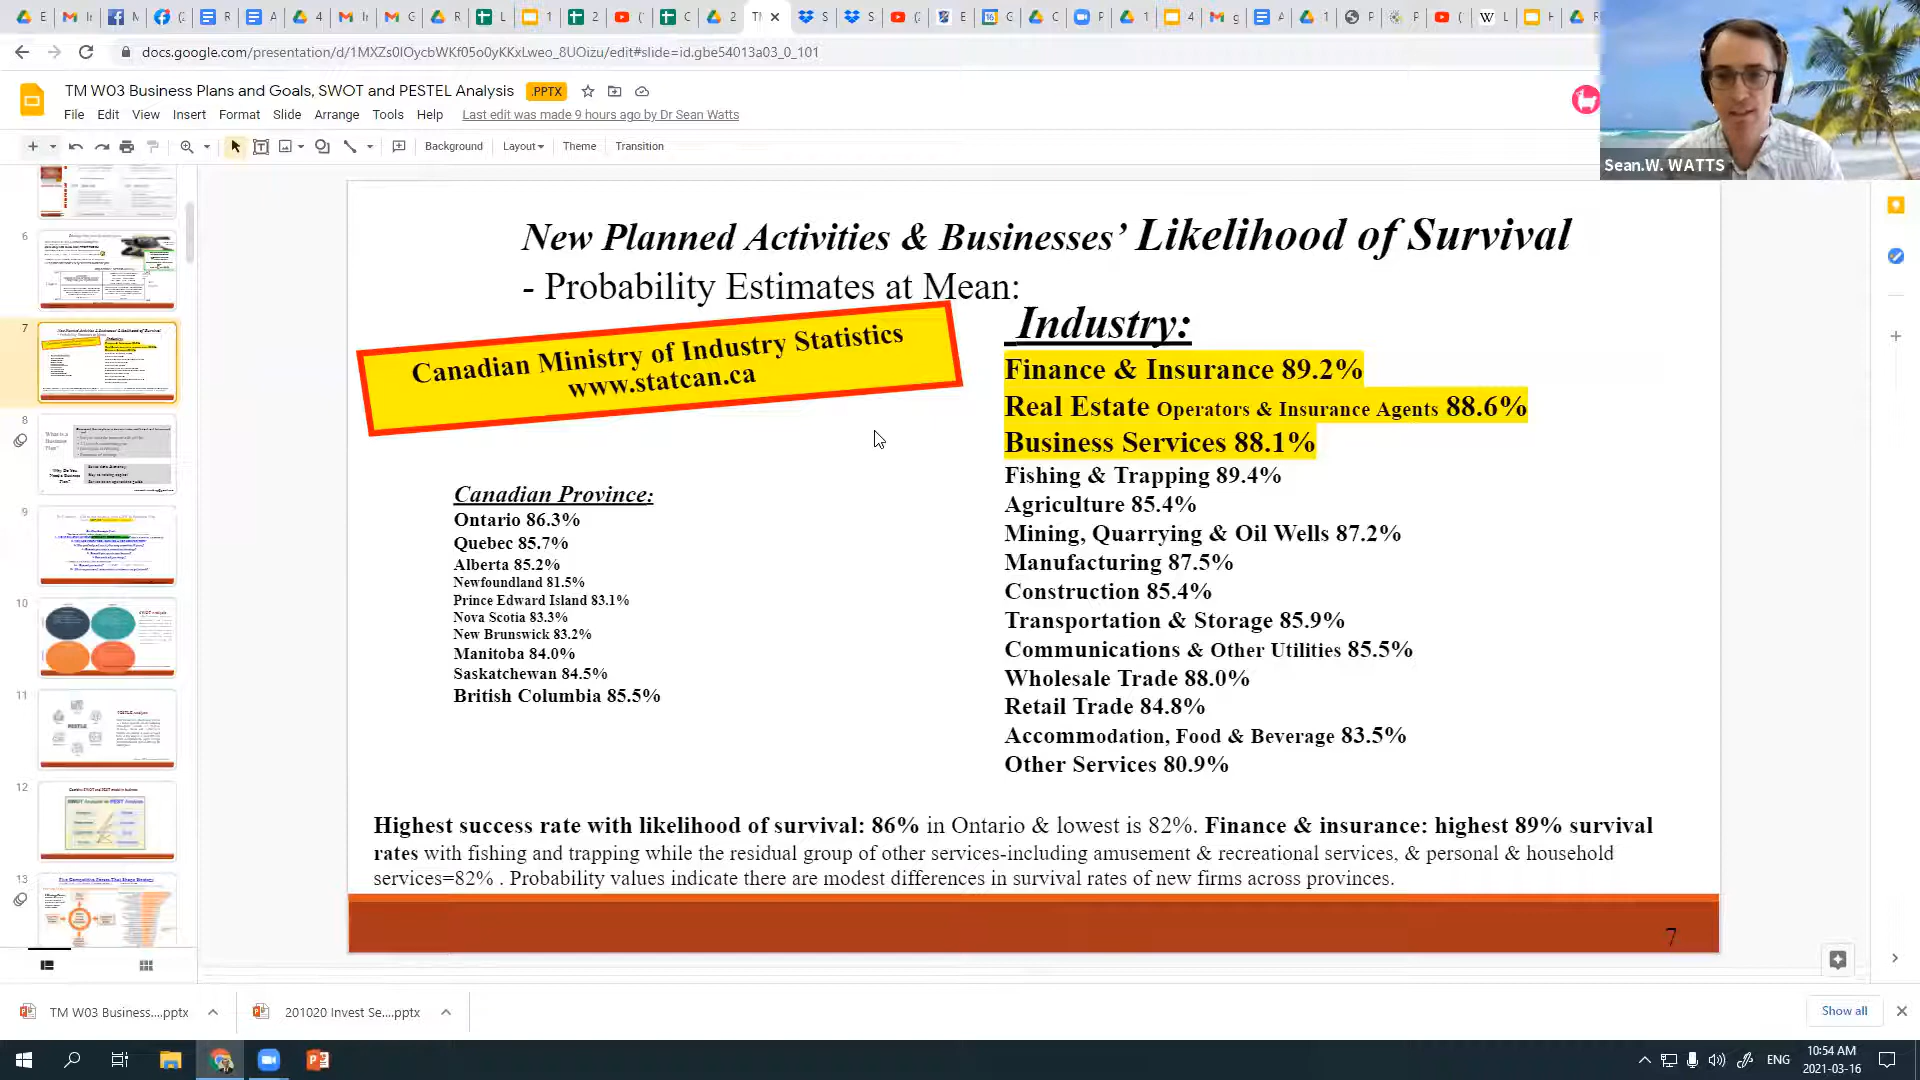 docs.google.com/presentation/d/1MXZs0lOycbWKf05o0yKKxLweo_8UOizu/edit#slide=id.gbe54013a03_0_101
TM W03 Business Plans and Goals, SWOT and PESTEL Analysis
.PPTX
File Edit View Insert Format Slide Arrange Tools Help
Last edit was made 9 hours ago by Dr Sean Watts
Background Layout Theme Transition
Sean.W. WATTS
New Planned Activities & Businesses’ Likelihood of Survival
- Probability Estimates at Mean:
Canadian Ministry of Industry Statistics
www.statcan.ca
Canadian Province:
Ontario 86.3%
Quebec 85.7%
Alberta 85.2%
Newfoundland 81.5%
Prince Edward Island 83.1%
Nova Scotia 83.3%
New Brunswick 83.2%
Manitoba 84.0%
Saskatchewan 84.5%
British Columbia 85.5%
Industry:
Finance & Insurance 89.2%
Real Estate Operators & Insurance Agents 88.6%
Business Services 88.1%
Fishing & Trapping 89.4%
Agriculture 85.4%
Mining, Quarrying & Oil Wells 87.2%
Manufacturing 87.5%
Construction 85.4%
Transportation & Storage 85.9%
Communications & Other Utilities 85.5%
Wholesale Trade 88.0%
Retail Trade 84.8%
Accommodation, Food & Beverage 83.5%
Other Services 80.9%
Highest success rate with likelihood of survival: 86% in Ontario & lowest is 82%. Finance & insurance: highest 89% survival
rates with fishing and trapping while the residual group of other services-including amusement & recreational services, & personal & household
services=82% . Probability values indicate there are modest differences in survival rates of new firms across provinces.
7
6
7
8
9
10
11
12
13
TM W03 Business....pptx
201020 Invest Se....pptx
Show all
ENG
10:54 AM
2021-03-16